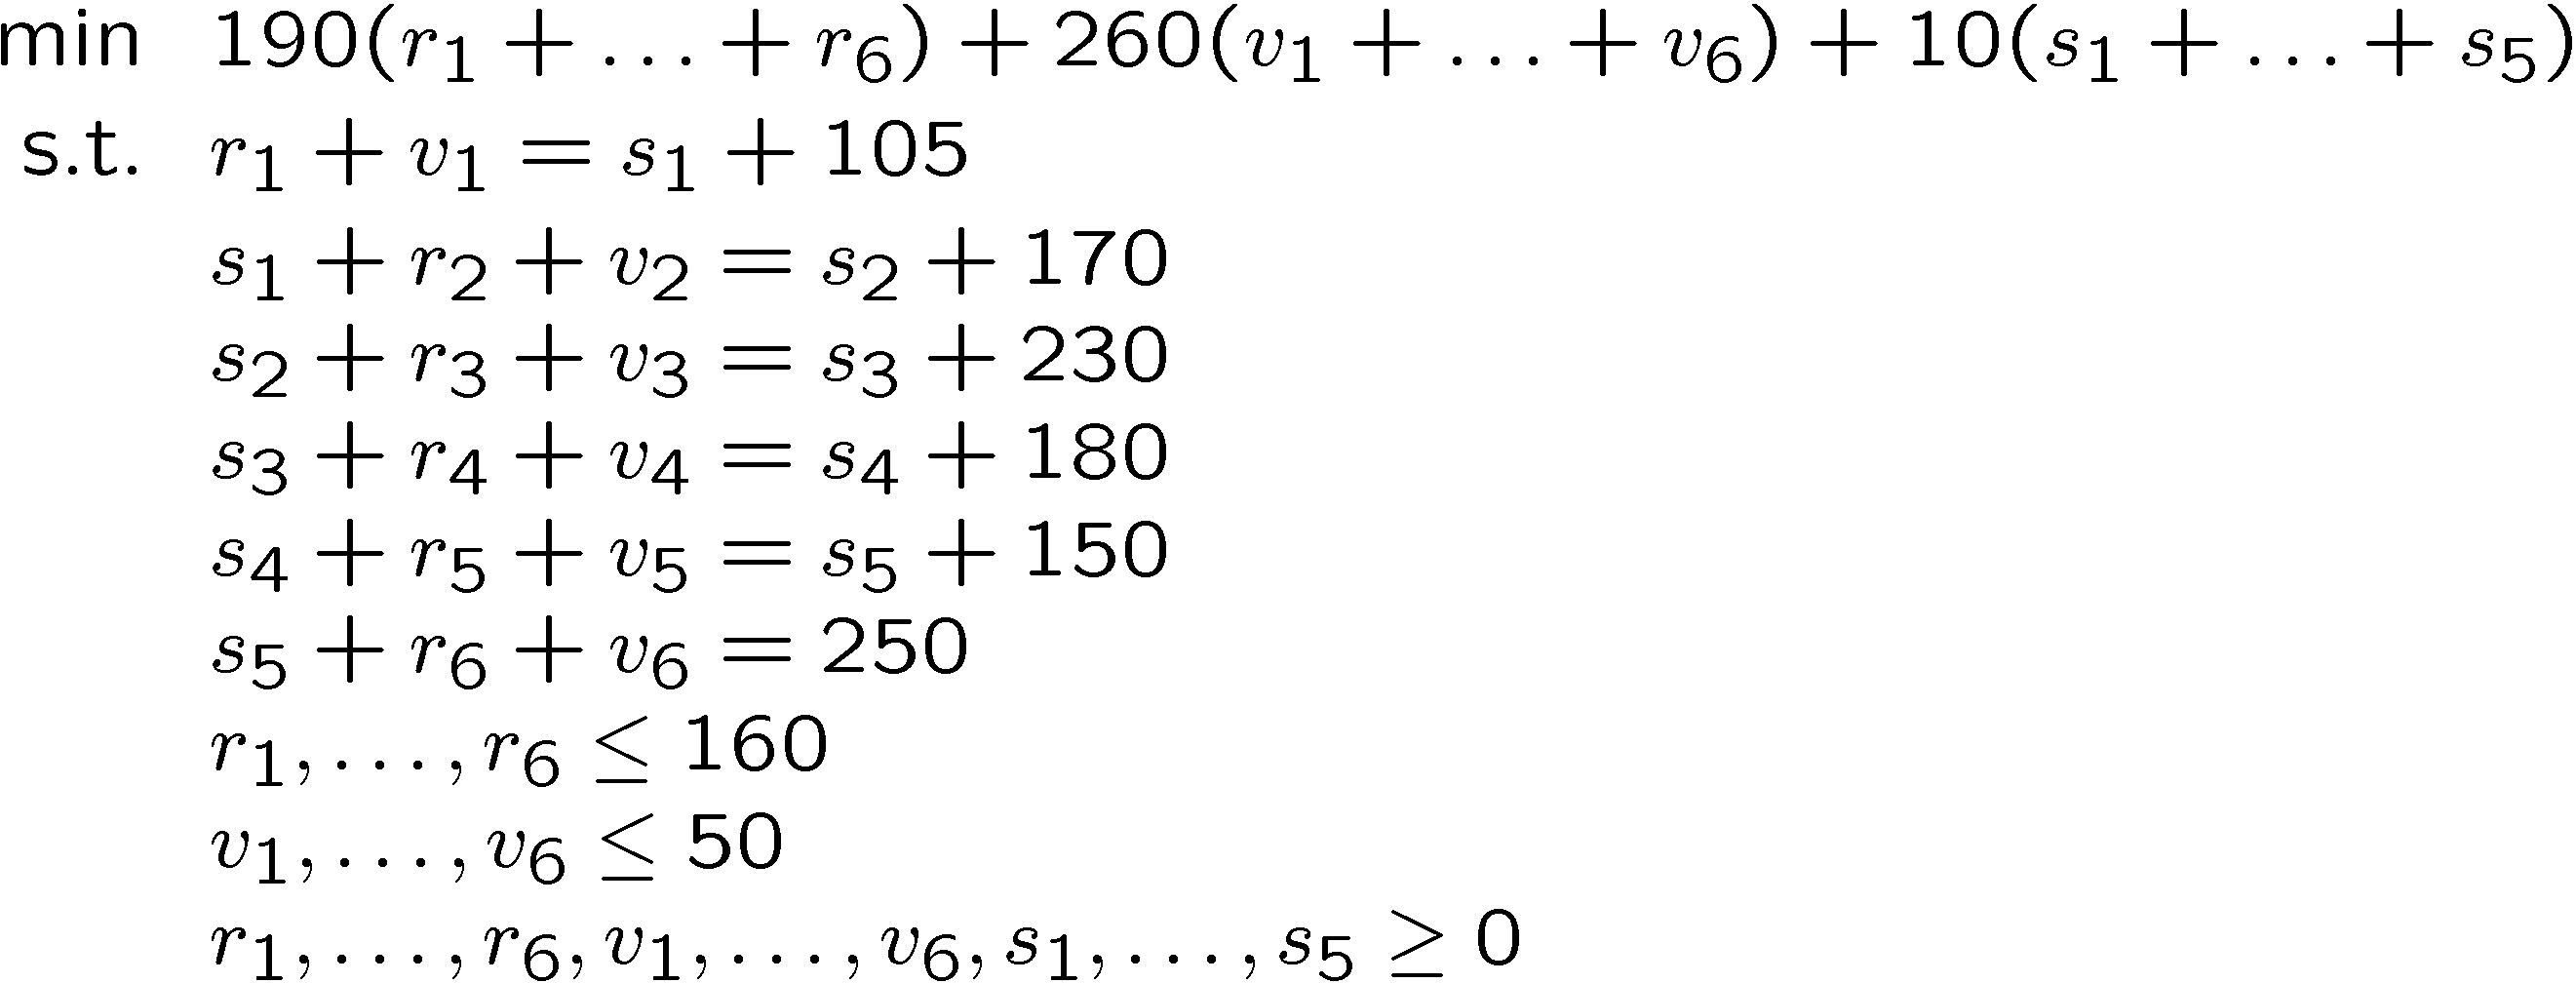 min 190(r₁ + … + r₆) + 260(v₁ + … + v₆) + 10(s₁ + … + s₅)
s.t. r₁ + v₁ = s₁ + 105
s₁ + r₂ + v₂ = s₂ + 170
s₂ + r₃ + v₃ = s₃ + 230
s₃ + r₄ + v₄ = s₄ + 180
s₄ + r₅ + v₅ = s₅ + 150
s₅ + r₆ + v₆ = 250
r₁, …, r₆ ≤ 160
v₁, …, v₆ ≤ 50
r₁, …, r₆, v₁, …, v₆, s₁, …, s₅ ≥ 0